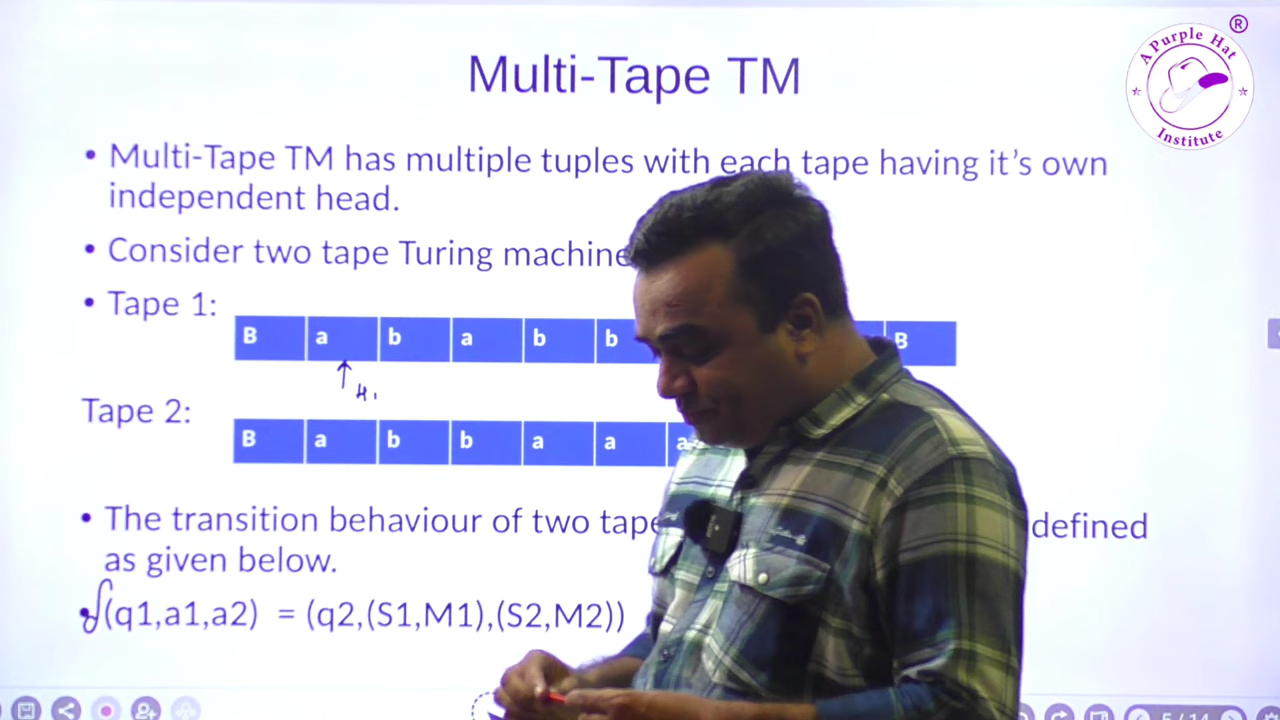 A Purple Hat Institute ®
Multi-Tape TM
• Multi-Tape TM has multiple tuples with each tape having it's own
independent head.
• Consider two tape Turing machine
• Tape 1:
B a b a b b B
H1
Tape 2:
B a b b a a a
• The transition behaviour of two tape defined
as given below.
δ(q1,a1,a2) = (q2,(S1,M1),(S2,M2))